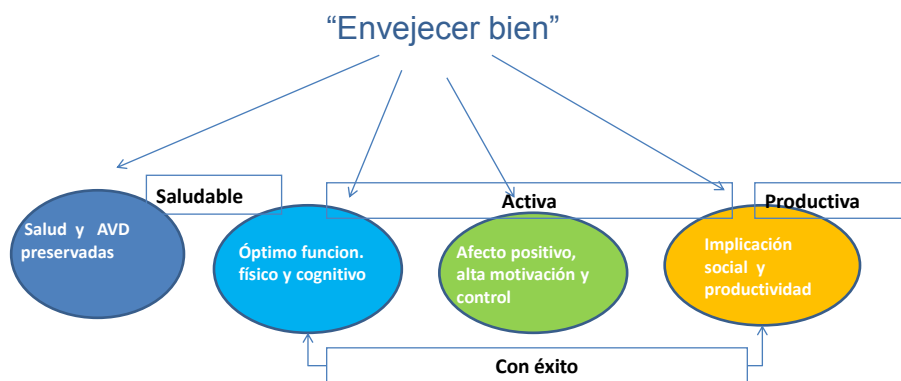 “Envejecer bien”
Saludable
Activa
Productiva
Salud y AVD
preservadas
Óptimo funcion.
físico y cognitivo
Afecto positivo,
alta motivación y
control
Implicación
social y
productividad
Con éxito